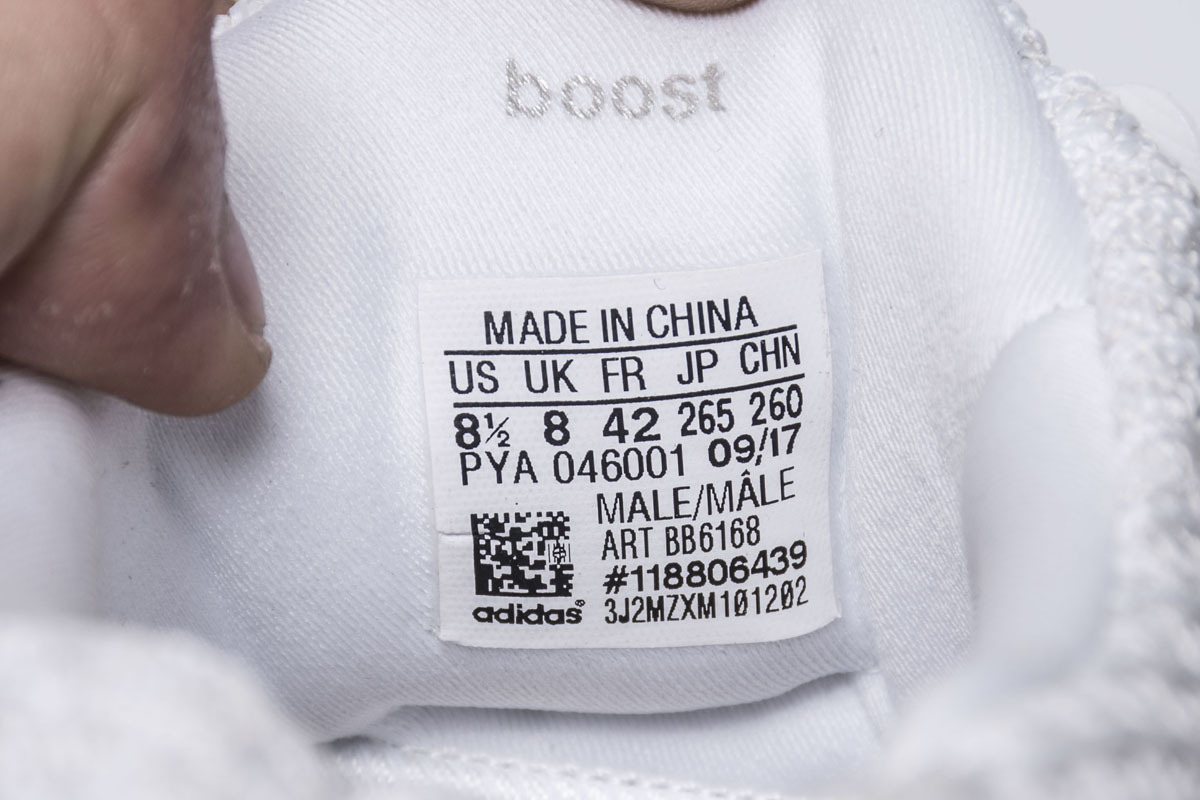 boost
MADE IN CHINA
US UK FR JP CHN
8½ 8 42 265 260
PYA 046001 09/17
MALE/MÂLE
ART BB6168
#118806439
adidas® 3J2MZXM101202